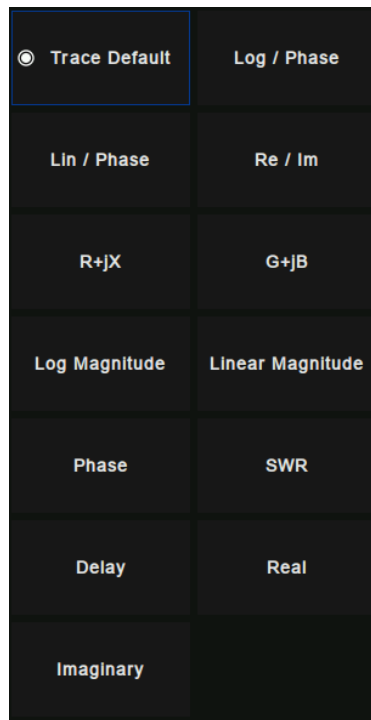 Trace Default
Log / Phase
Lin / Phase
Re / Im
R+jX
G+jB
Log Magnitude
Linear Magnitude
Phase
SWR
Delay
Real
Imaginary